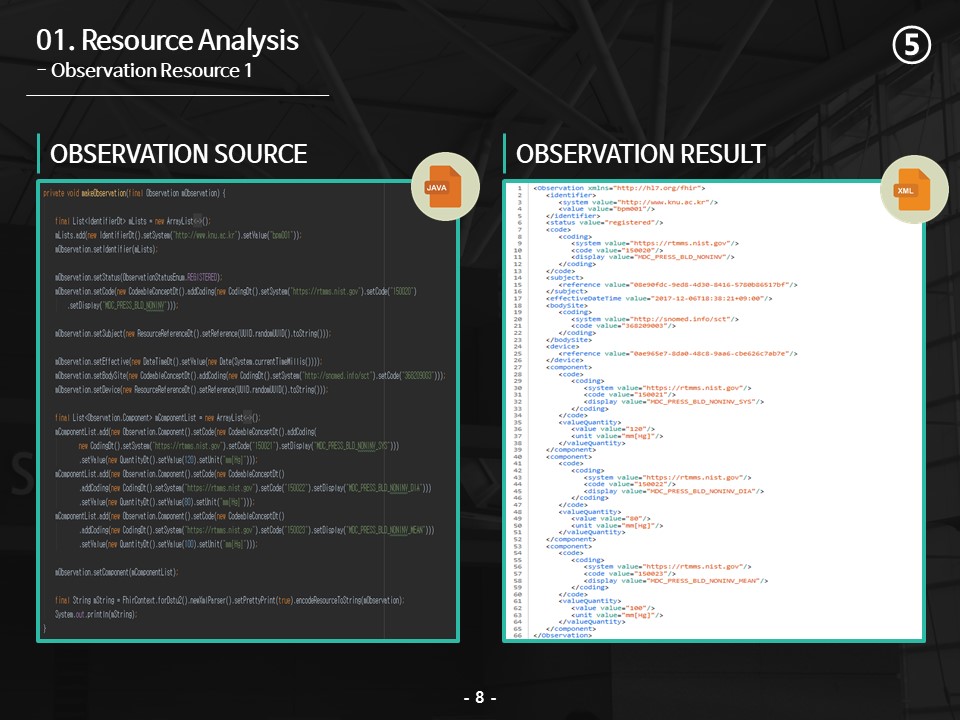 01. Resource Analysis
– Observation Resource 1
⑤
OBSERVATION SOURCE
JAVA
private void makeObservation(final Observation mObservation) {
final List<IdentifierDt> mLists = new ArrayList<>();
mLists.add(new IdentifierDt().setSystem("http://www.knu.ac.kr").setValue("bpm001"));
mObservation.setIdentifier(mLists);
mObservation.setStatus(ObservationStatusEnum.REGISTERED);
mObservation.setCode(new CodeableConceptDt().addCoding(new CodingDt().setSystem("https://rtmms.nist.gov").setCode("150020")
.setDisplay("MDC_PRESS_BLD_NONINV")));
mObservation.setSubject(new ResourceReferenceDt().setReference(UUID.randomUUID().toString()));
mObservation.setEffective(new DateTimeDt().setValue(new Date(System.currentTimeMillis())));
mObservation.setBodySite(new CodeableConceptDt().addCoding(new CodingDt().setSystem("http://snomed.info/sct").setCode("368209003")));
mObservation.setDevice(new ResourceReferenceDt().setReference(UUID.randomUUID().toString()));
final List<Observation.Component> mComponentList = new ArrayList<>();
mComponentList.add(new Observation.Component().setCode(new CodeableConceptDt().addCoding(
new CodingDt().setSystem("https://rtmms.nist.gov").setCode("150021").setDisplay("MDC_PRESS_BLD_NONINV_SYS")))
.setValue(new QuantityDt().setValue(120).setUnit("mm[Hg]")));
mComponentList.add(new Observation.Component().setCode(new CodeableConceptDt()
.addCoding(new CodingDt().setSystem("https://rtmms.nist.gov").setCode("150022").setDisplay("MDC_PRESS_BLD_NONINV_DIA")))
.setValue(new QuantityDt().setValue(80).setUnit("mm[Hg]")));
mComponentList.add(new Observation.Component().setCode(new CodeableConceptDt()
.addCoding(new CodingDt().setSystem("https://rtmms.nist.gov").setCode("150023").setDisplay("MDC_PRESS_BLD_NONINV_MEAN")))
.setValue(new QuantityDt().setValue(100).setUnit("mm[Hg]")));
mObservation.setComponent(mComponentList);
final String mString = FhirContext.forDstu2().newXmlParser().setPrettyPrint(true).encodeResourceToString(mObservation);
System.out.println(mString);
}
OBSERVATION RESULT
XML
1 <Observation xmlns="http://hl7.org/fhir">
2 <identifier>
3 <system value="http://www.knu.ac.kr"/>
4 <value value="bpm001"/>
5 </identifier>
6 <status value="registered"/>
7 <code>
8 <coding>
9 <system value="https://rtmms.nist.gov"/>
10 <code value="150020"/>
11 <display value="MDC_PRESS_BLD_NONINV"/>
12 </coding>
13 </code>
14 <subject>
15 <reference value="08e90fdc-9ed8-4d30-8416-5780b86517bf"/>
16 </subject>
17 <effectiveDateTime value="2017-12-06T18:38:21+09:00"/>
18 <bodySite>
19 <coding>
20 <system value="http://snomed.info/sct"/>
21 <code value="368209003"/>
22 </coding>
23 </bodySite>
24 <device>
25 <reference value="0ae965e7-8da0-48c8-9aa6-cbe626c7ab7e"/>
26 </device>
27 <component>
28 <code>
29 <coding>
30 <system value="https://rtmms.nist.gov"/>
31 <code value="150021"/>
32 <display value="MDC_PRESS_BLD_NONINV_SYS"/>
33 </coding>
34 </code>
35 <valueQuantity>
36 <value value="120"/>
37 <unit value="mm[Hg]"/>
38 </valueQuantity>
39 </component>
40 <component>
41 <code>
42 <coding>
43 <system value="https://rtmms.nist.gov"/>
44 <code value="150022"/>
45 <display value="MDC_PRESS_BLD_NONINV_DIA"/>
46 </coding>
47 </code>
48 <valueQuantity>
49 <value value="80"/>
50 <unit value="mm[Hg]"/>
51 </valueQuantity>
52 </component>
53 <component>
54 <code>
55 <coding>
56 <system value="https://rtmms.nist.gov"/>
57 <code value="150023"/>
58 <display value="MDC_PRESS_BLD_NONINV_MEAN"/>
59 </coding>
60 </code>
61 <valueQuantity>
62 <value value="100"/>
63 <unit value="mm[Hg]"/>
64 </valueQuantity>
65 </component>
66 </Observation>
- 8 -